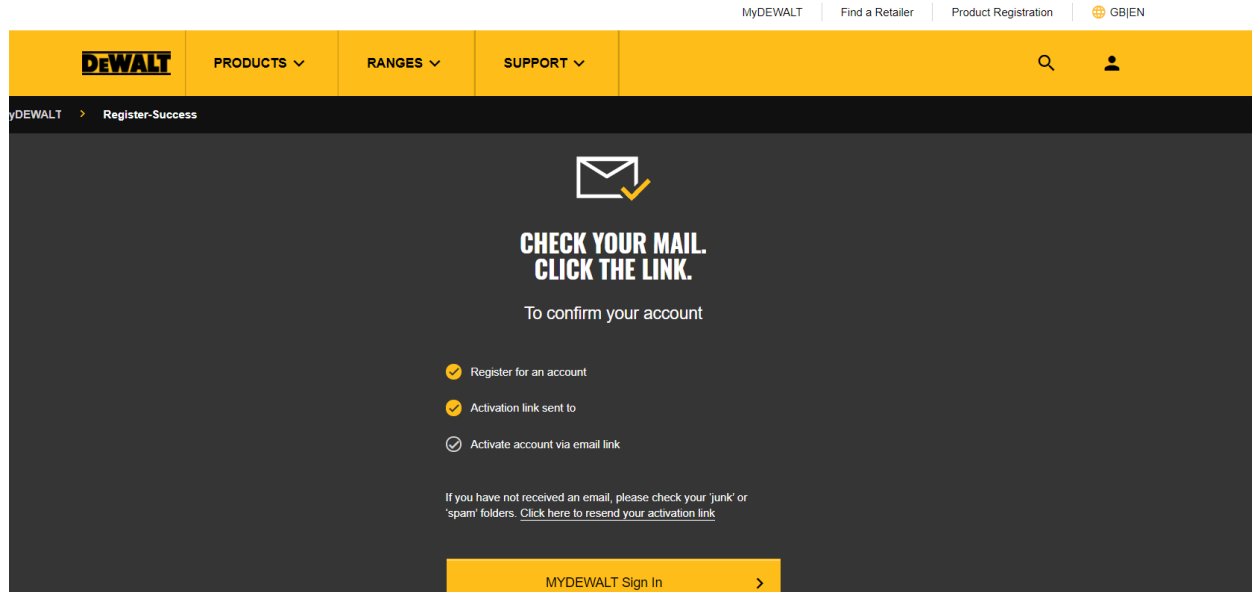 MyDEWALT
Find a Retailer
Product Registration
GB|EN
DEWALT
PRODUCTS
RANGES
SUPPORT
yDEWALT > Register-Success
CHECK YOUR MAIL.
CLICK THE LINK.
To confirm your account
Register for an account
Activation link sent to
Activate account via email link
If you have not received an email, please check your 'junk' or
'spam' folders. Click here to resend your activation link
MYDEWALT Sign In